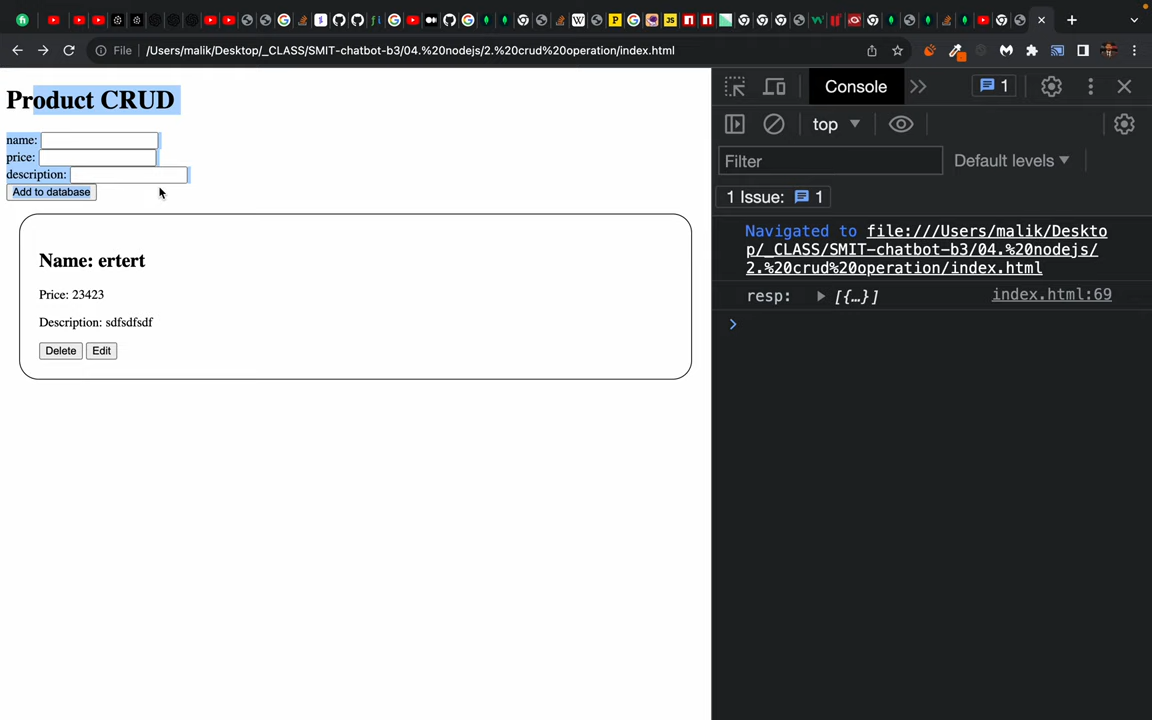 File
/Users/malik/Desktop/_CLASS/SMIT-chatbot-b3/04.%20nodejs/2.%20crud%20operation/index.html
Product CRUD
name:
price:
description:
Add to database
Name: ertert
Price: 23423
Description: sdfsdfsdf
Delete Edit
Console
1
top
Filter
Default levels
1 Issue: 1
Navigated to file:///Users/malik/Deskto
p/_CLASS/SMIT-chatbot-b3/04.%20nodejs/
2.%20crud%20operation/index.html
resp: [{…}] index.html:69